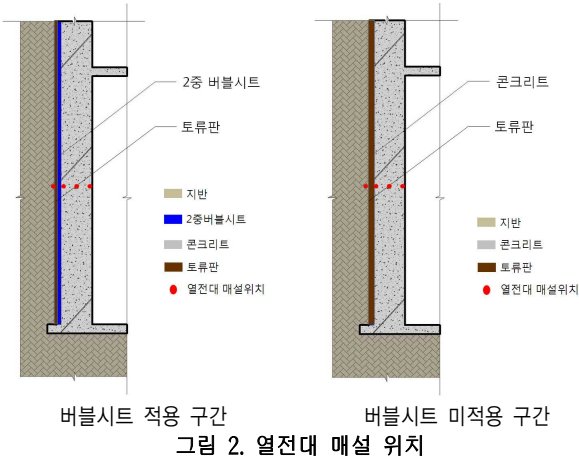 2중 버블시트
토류판
지반
2중버블시트
콘크리트
토류판
열전대 매설위치
콘크리트
토류판
지반
콘크리트
토류판
열전대 매설위치
버블시트 적용 구간
버블시트 미적용 구간
그림 2. 열전대 매설 위치